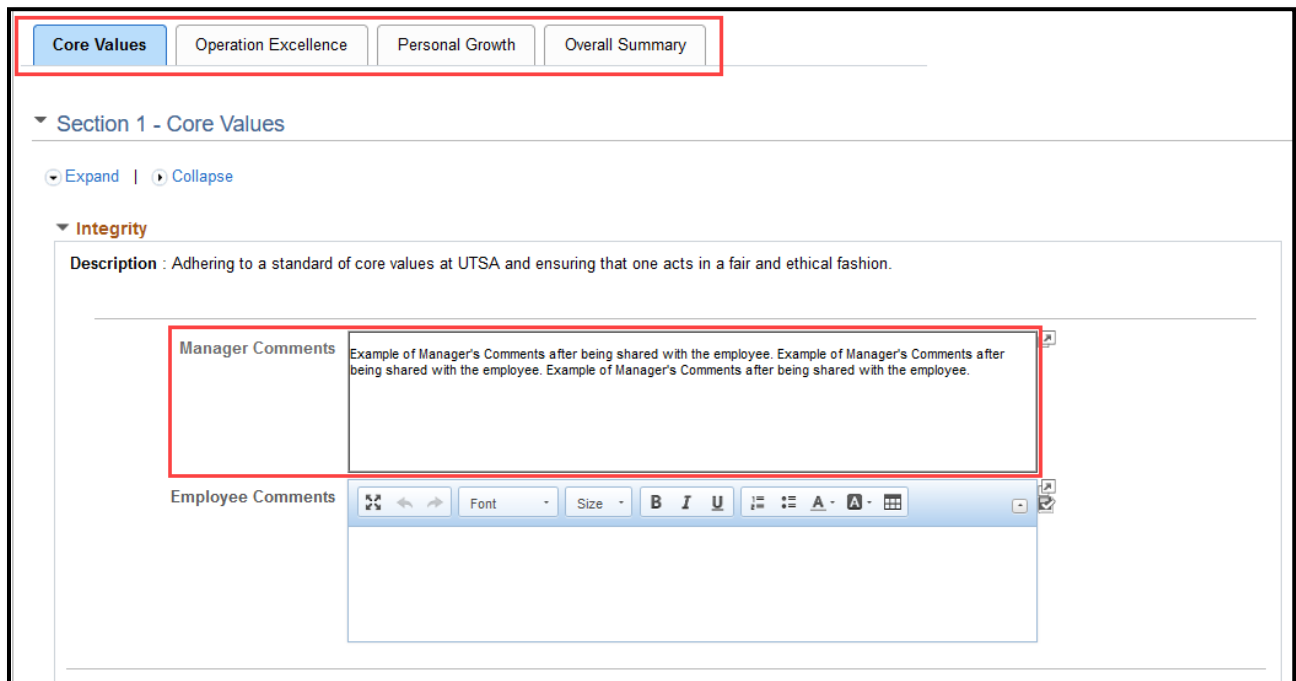 Core Values Operation Excellence Personal Growth Overall Summary
Section 1 - Core Values
Expand | Collapse
Integrity
Description : Adhering to a standard of core values at UTSA and ensuring that one acts in a fair and ethical fashion.
Manager Comments
Example of Manager's Comments after being shared with the employee. Example of Manager's Comments after
being shared with the employee. Example of Manager's Comments after being shared with the employee.
Employee Comments
Font Size B I U A A